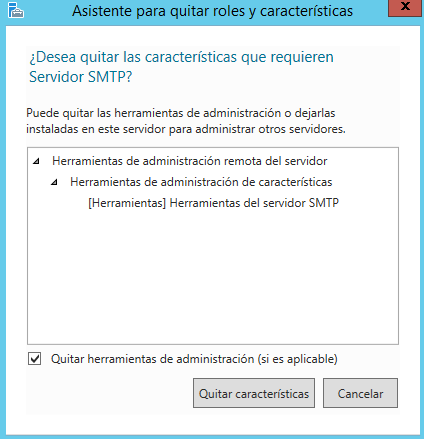 Asistente para quitar roles y características
x
¿Desea quitar las características que requieren
Servidor SMTP?
Puede quitar las herramientas de administración o dejarlas
instaladas en este servidor para administrar otros servidores.
Herramientas de administración remota del servidor
Herramientas de administración de características
[Herramientas] Herramientas del servidor SMTP
Quitar herramientas de administración (si es aplicable)
Quitar características
Cancelar